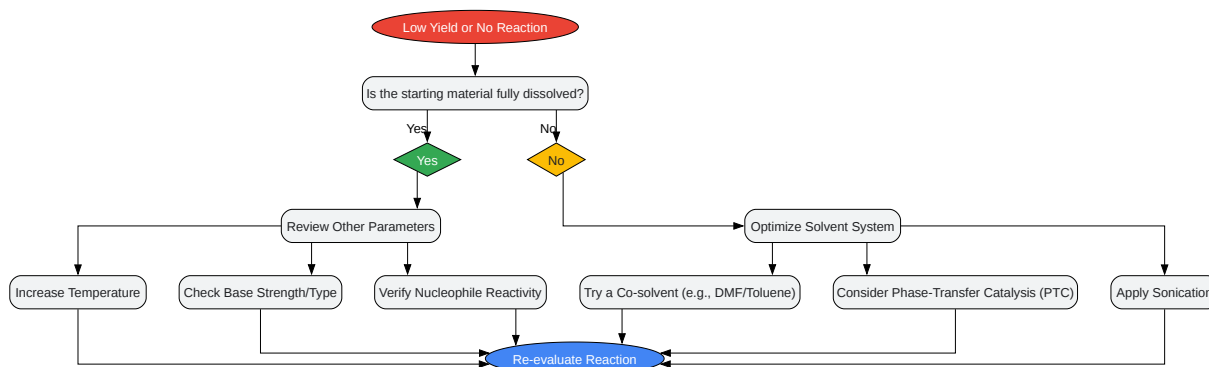 Low Yield or No Reaction
Is the starting material fully dissolved?
Yes
No
Yes
No
Review Other Parameters
Optimize Solvent System
Increase Temperature
Check Base Strength/Type
Verify Nucleophile Reactivity
Try a Co-solvent (e.g., DMF/Toluene)
Consider Phase-Transfer Catalysis (PTC)
Apply Sonication
Re-evaluate Reaction